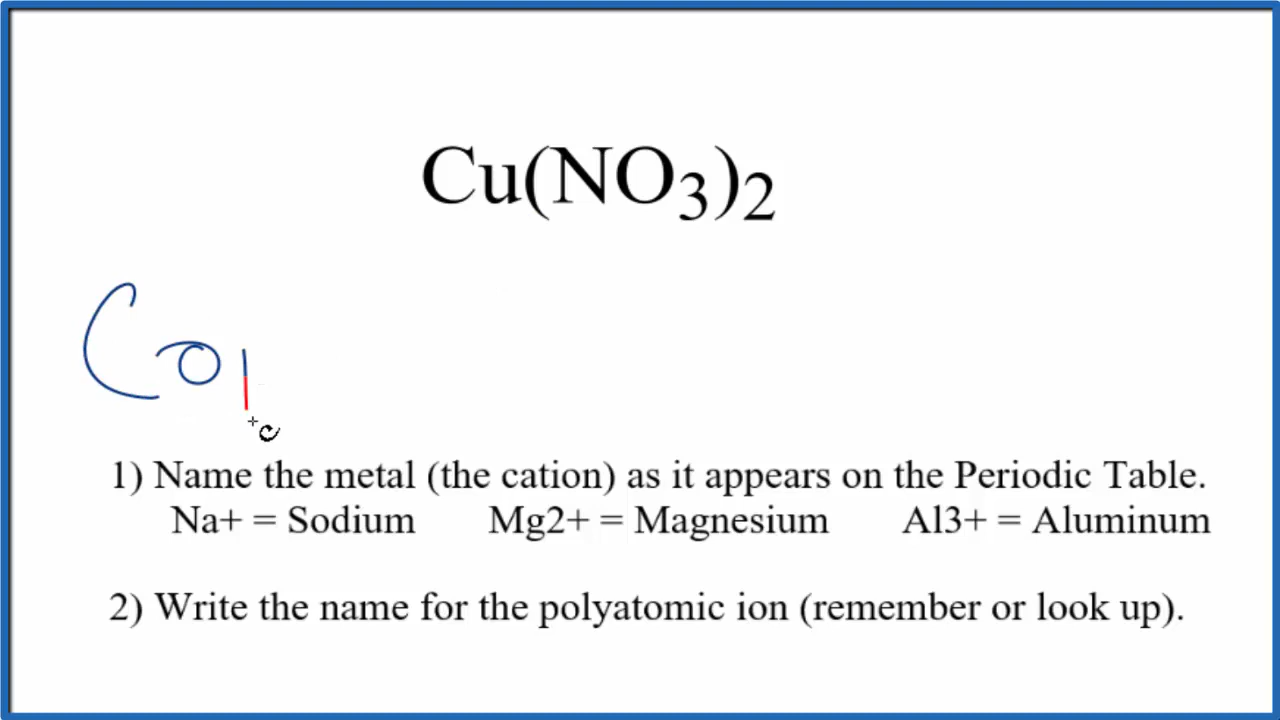 Cu(NO3)2
Co
1) Name the metal (the cation) as it appears on the Periodic Table.
Na+ = Sodium Mg2+ = Magnesium Al3+ = Aluminum
2) Write the name for the polyatomic ion (remember or look up).